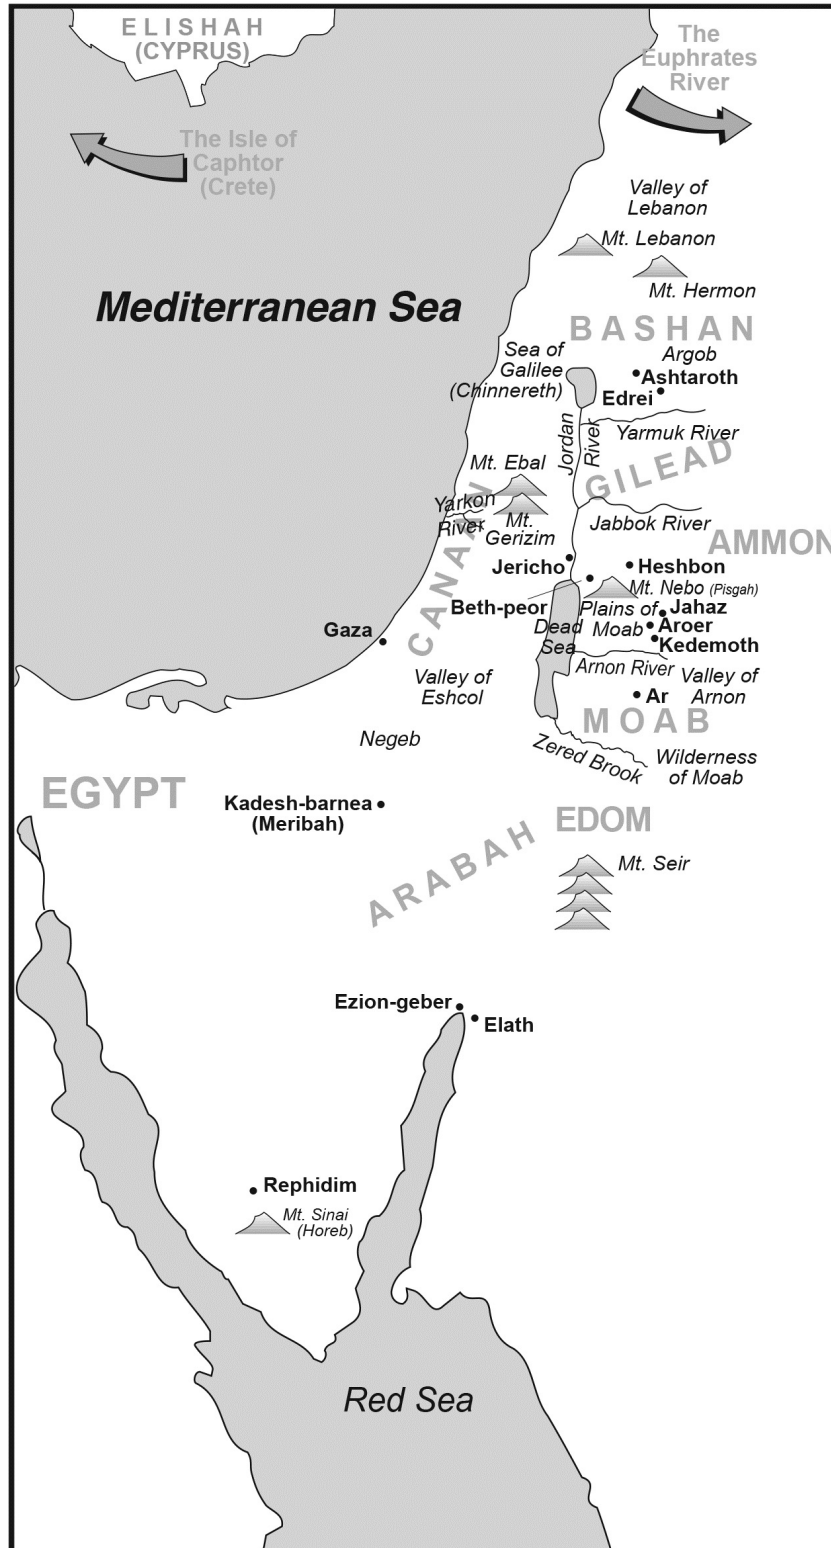 ELISHAH
(CYPRUS)
The
Euphrates
River
The Isle of
Caphtor
(Crete)
Valley of
Lebanon
Mt. Lebanon
Mt. Hermon
Mediterranean Sea
BASHAN
Sea of
Galilee
(Chinnereth)
Argob
Ashtaroth
Edrei
Jordan
River
Yarmuk River
GILEAD
Mt. Ebal
Yarkon
River
Mt.
Gerizim
Jabbok River
AMMON
CANAAN
Jericho
Heshbon
Mt. Nebo (Pisgah)
Beth-peor
Plains of
Moab
Jahaz
Aroer
Kedemoth
Dead
Sea
Gaza
Arnon River
Valley of
Arnon
Valley of
Eshcol
Ar
MOAB
Negeb
Zered Brook
Wilderness
of Moab
EGYPT
Kadesh-barnea
(Meribah)
EDOM
ARABAH
Mt. Seir
Ezion-geber
Elath
Rephidim
Mt. Sinai
(Horeb)
Red Sea